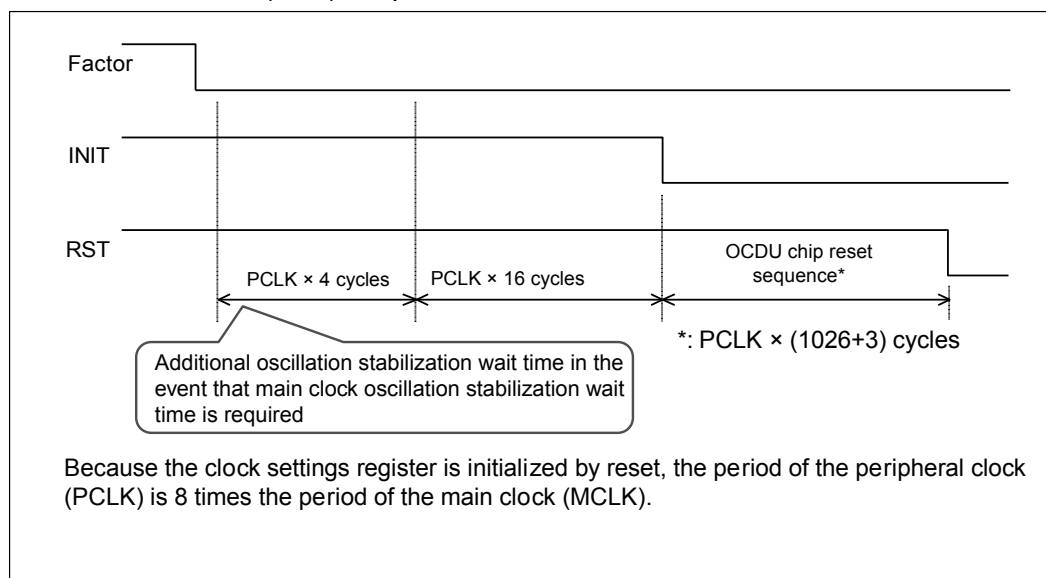 Factor
INIT
RST
OCDU chip reset
sequence*
PCLK × 4 cycles
PCLK × 16 cycles
*: PCLK × (1026+3) cycles
Additional oscillation stabilization wait time in the
event that main clock oscillation stabilization wait
time is required
Because the clock settings register is initialized by reset, the period of the peripheral clock
(PCLK) is 8 times the period of the main clock (MCLK).